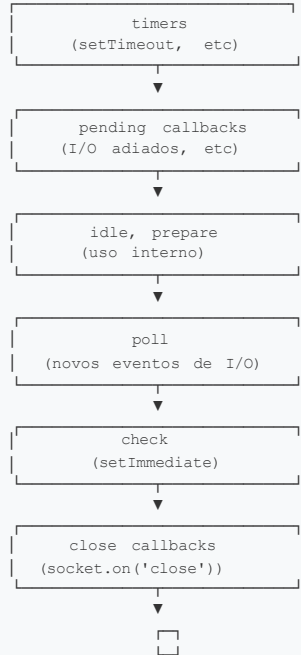 timers
(setTimeout, etc)
pending callbacks
(I/O adiados, etc)
idle, prepare
(uso interno)
poll
(novos eventos de I/O)
check
(setImmediate)
close callbacks
(socket.on('close'))